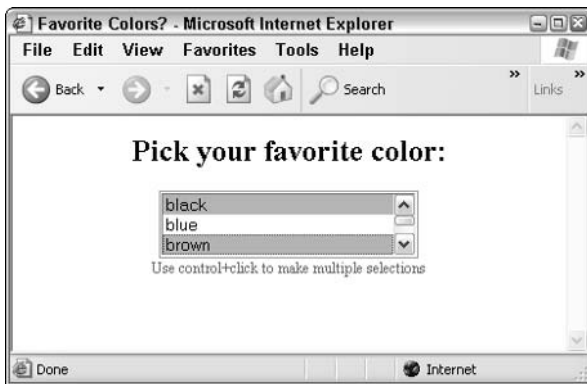 Favorite Colors? - Microsoft Internet Explorer
File Edit View Favorites Tools Help
Back Search » Links »
Pick your favorite color:
black
blue
brown
Use control+click to make multiple selections
Done Internet